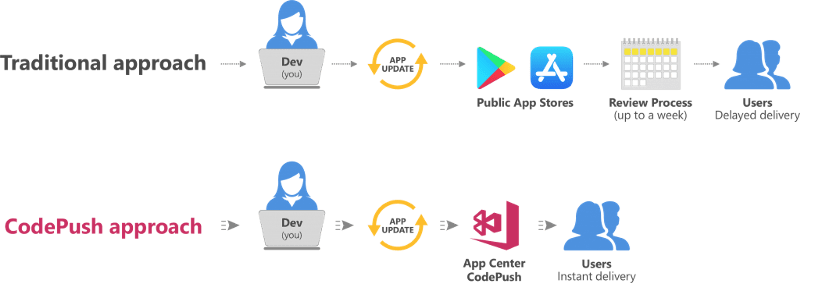 Traditional approach
Dev
(you)
APP
UPDATE
Public App Stores
Review Process
(up to a week)
Users
Delayed delivery
CodePush approach
Dev
(you)
APP
UPDATE
App Center
CodePush
Users
Instant delivery